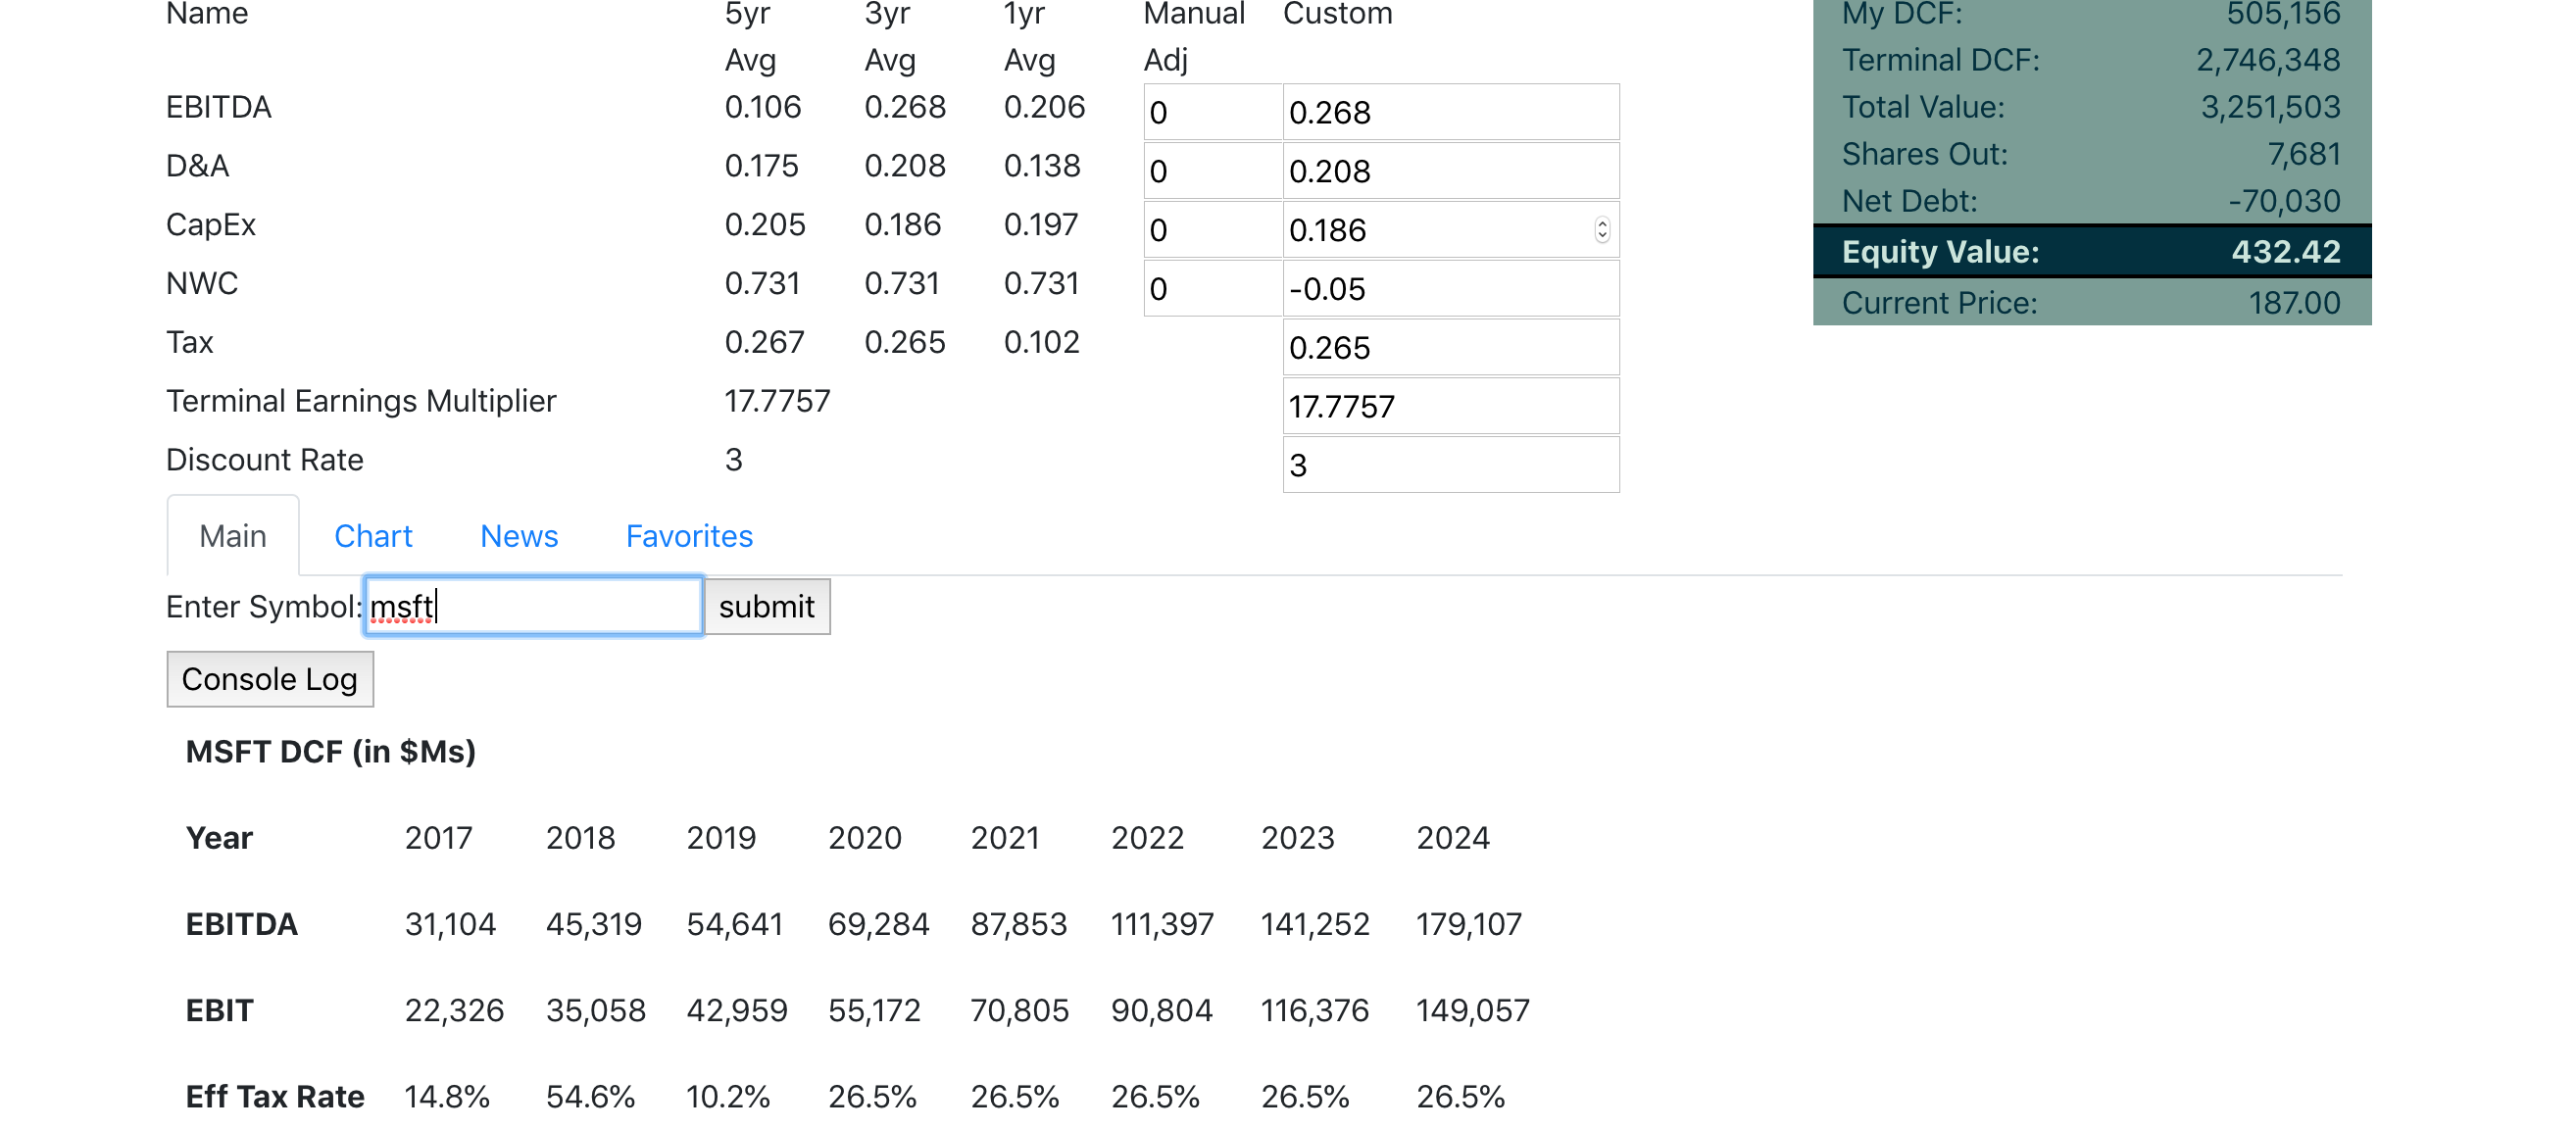 Name 5yr 3yr 1yr Manual Custom
Avg Avg Avg Adj
EBITDA 0.106 0.268 0.206 0 0.268
D&A 0.175 0.208 0.138 0 0.208
CapEx 0.205 0.186 0.197 0 0.186
NWC 0.731 0.731 0.731 0 -0.05
Tax 0.267 0.265 0.102 0.265
Terminal Earnings Multiplier 17.7757 17.7757
Discount Rate 3 3
My DCF: 505,156
Terminal DCF: 2,746,348
Total Value: 3,251,503
Shares Out: 7,681
Net Debt: -70,030
Equity Value: 432.42
Current Price: 187.00
Main Chart News Favorites
Enter Symbol: msft submit
Console Log
MSFT DCF (in $Ms)
Year 2017 2018 2019 2020 2021 2022 2023 2024
EBITDA 31,104 45,319 54,641 69,284 87,853 111,397 141,252 179,107
EBIT 22,326 35,058 42,959 55,172 70,805 90,804 116,376 149,057
Eff Tax Rate 14.8% 54.6% 10.2% 26.5% 26.5% 26.5% 26.5% 26.5%